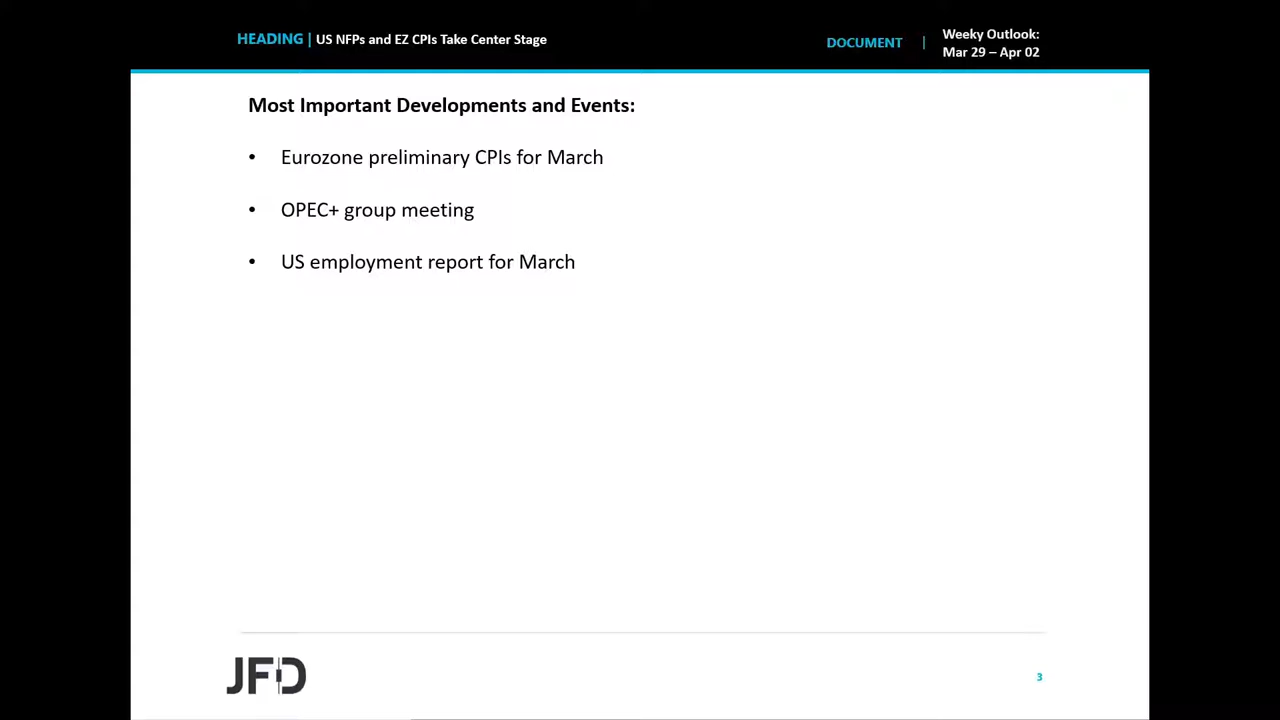 HEADING | US NFPs and EZ CPIs Take Center Stage
DOCUMENT | Weeky Outlook:
Mar 29 – Apr 02
Most Important Developments and Events:
• Eurozone preliminary CPIs for March
• OPEC+ group meeting
• US employment report for March
JFD
3